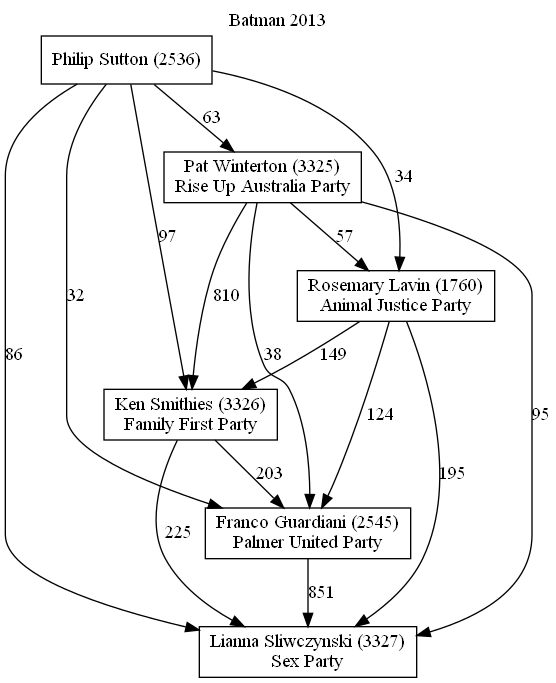 Batman 2013
Philip Sutton (2536)
63
Pat Winterton (3325)
Rise Up Australia Party
34
97
57
Rosemary Lavin (1760)
Animal Justice Party
32
810
86
38
149
Ken Smithies (3326)
Family First Party
124
95
203
195
Franco Guardiani (2545)
Palmer United Party
225
851
Lianna Sliwczynski (3327)
Sex Party